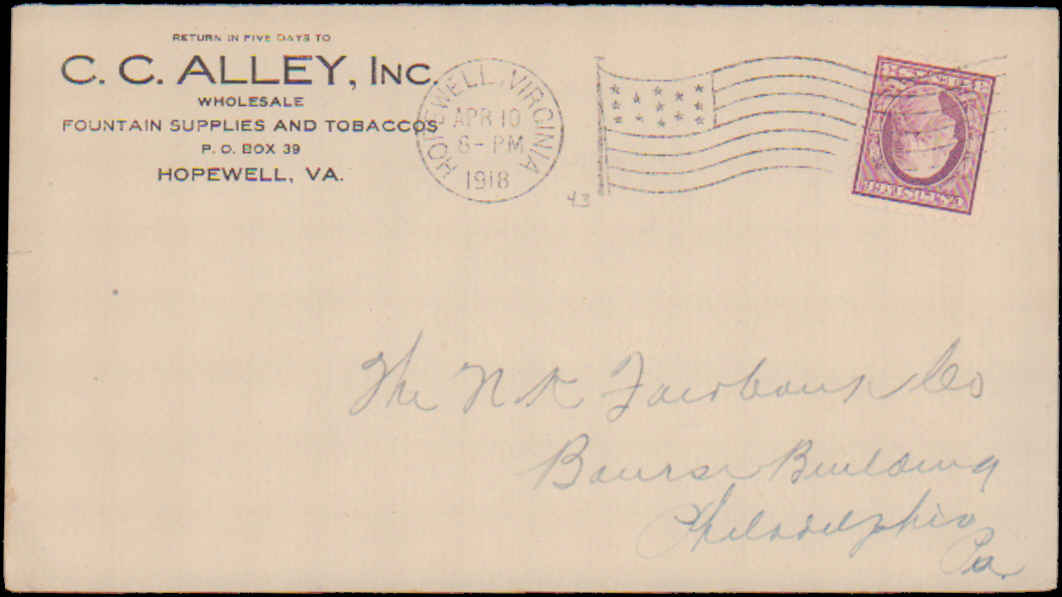 RETURN IN FIVE DAYS TO
C. C. ALLEY, INC.
WHOLESALE
FOUNTAIN SUPPLIES AND TOBACCOS
P. O. BOX 39
HOPEWELL, VA.
HOPEWELL, VIRGINIA
APR 10
6-PM
1918
43
The N K Fairbank Co
Bourse Building
Philadelphia
Pa.